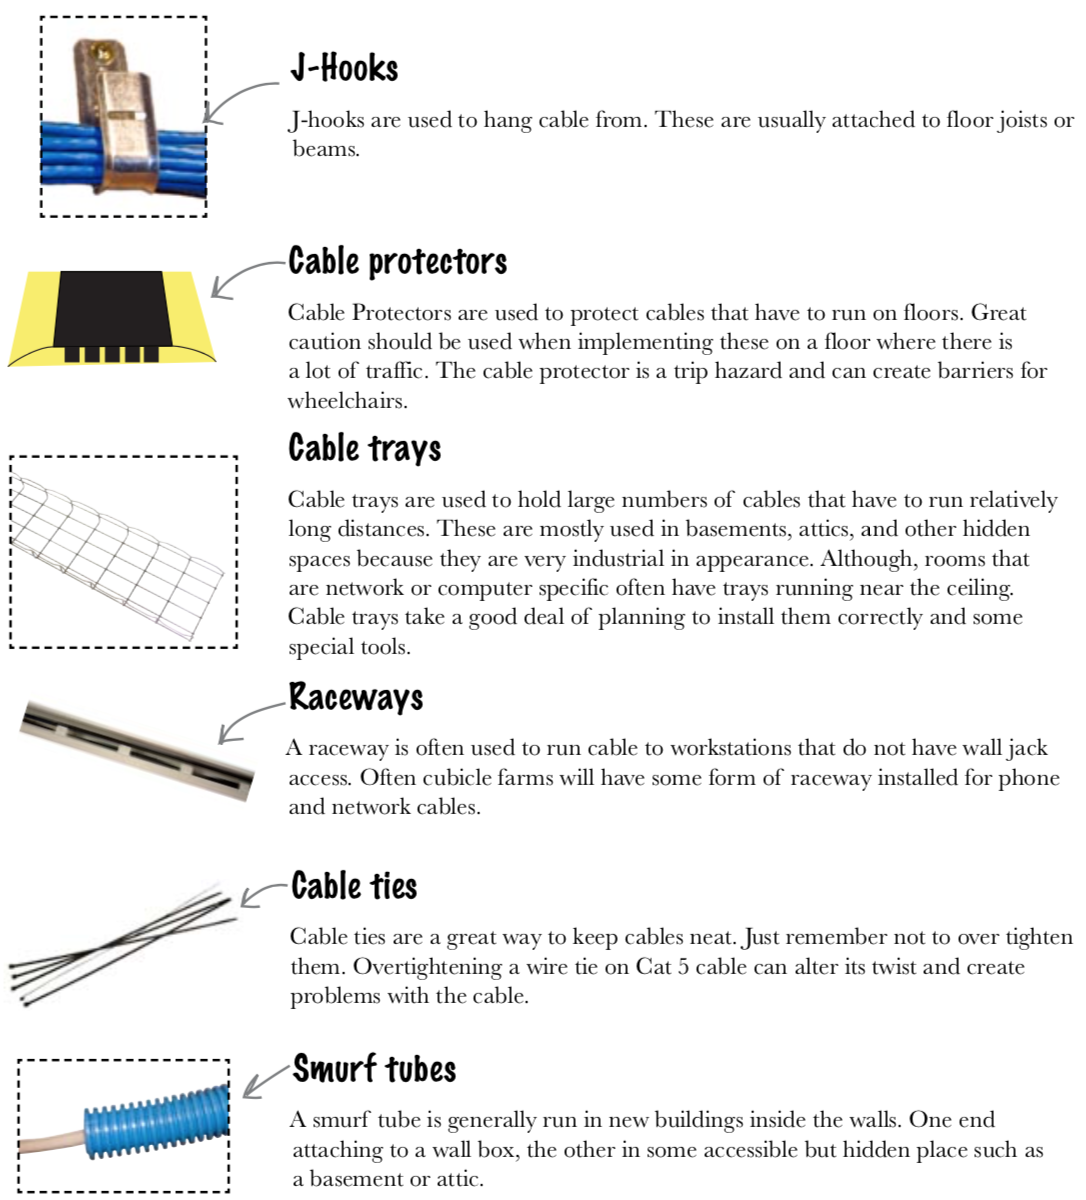 J-Hooks
J-hooks are used to hang cable from. These are usually attached to floor joists or
beams.
Cable protectors
Cable Protectors are used to protect cables that have to run on floors. Great
caution should be used when implementing these on a floor where there is
a lot of traffic. The cable protector is a trip hazard and can create barriers for
wheelchairs.
Cable trays
Cable trays are used to hold large numbers of cables that have to run relatively
long distances. These are mostly used in basements, attics, and other hidden
spaces because they are very industrial in appearance. Although, rooms that
are network or computer specific often have trays running near the ceiling.
Cable trays take a good deal of planning to install them correctly and some
special tools.
Raceways
A raceway is often used to run cable to workstations that do not have wall jack
access. Often cubicle farms will have some form of raceway installed for phone
and network cables.
Cable ties
Cable ties are a great way to keep cables neat. Just remember not to over tighten
them. Overtightening a wire tie on Cat 5 cable can alter its twist and create
problems with the cable.
Smurf tubes
A smurf tube is generally run in new buildings inside the walls. One end
attaching to a wall box, the other in some accessible but hidden place such as
a basement or attic.